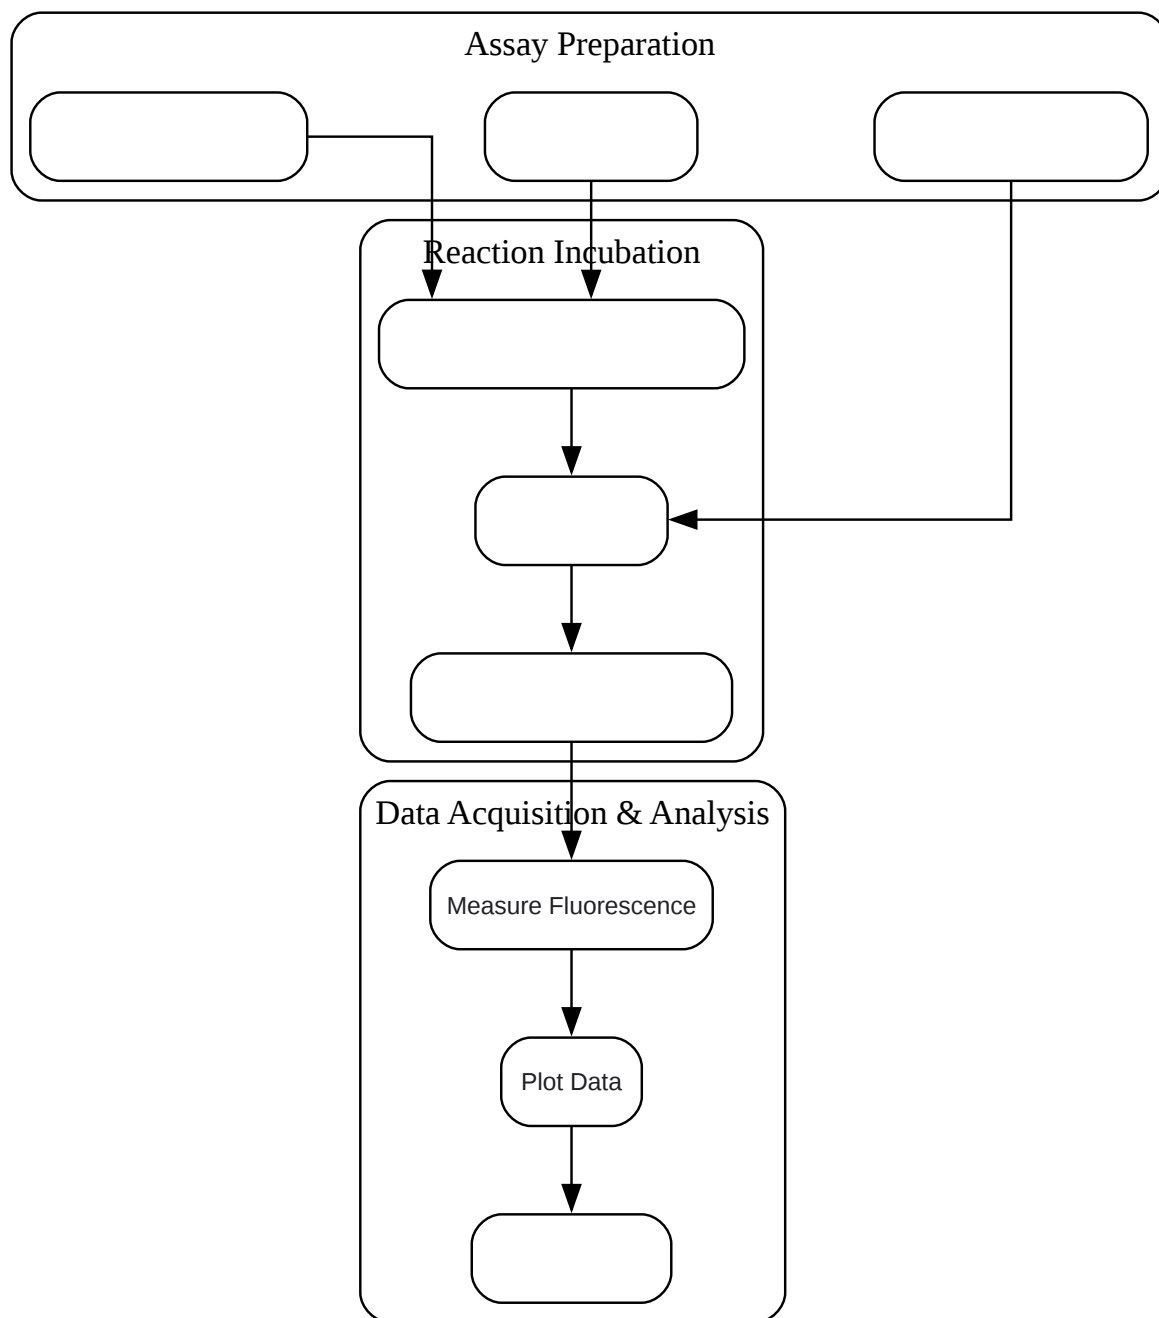 Assay Preparation
Reaction Incubation
Data Acquisition & Analysis
Measure Fluorescence
Plot Data